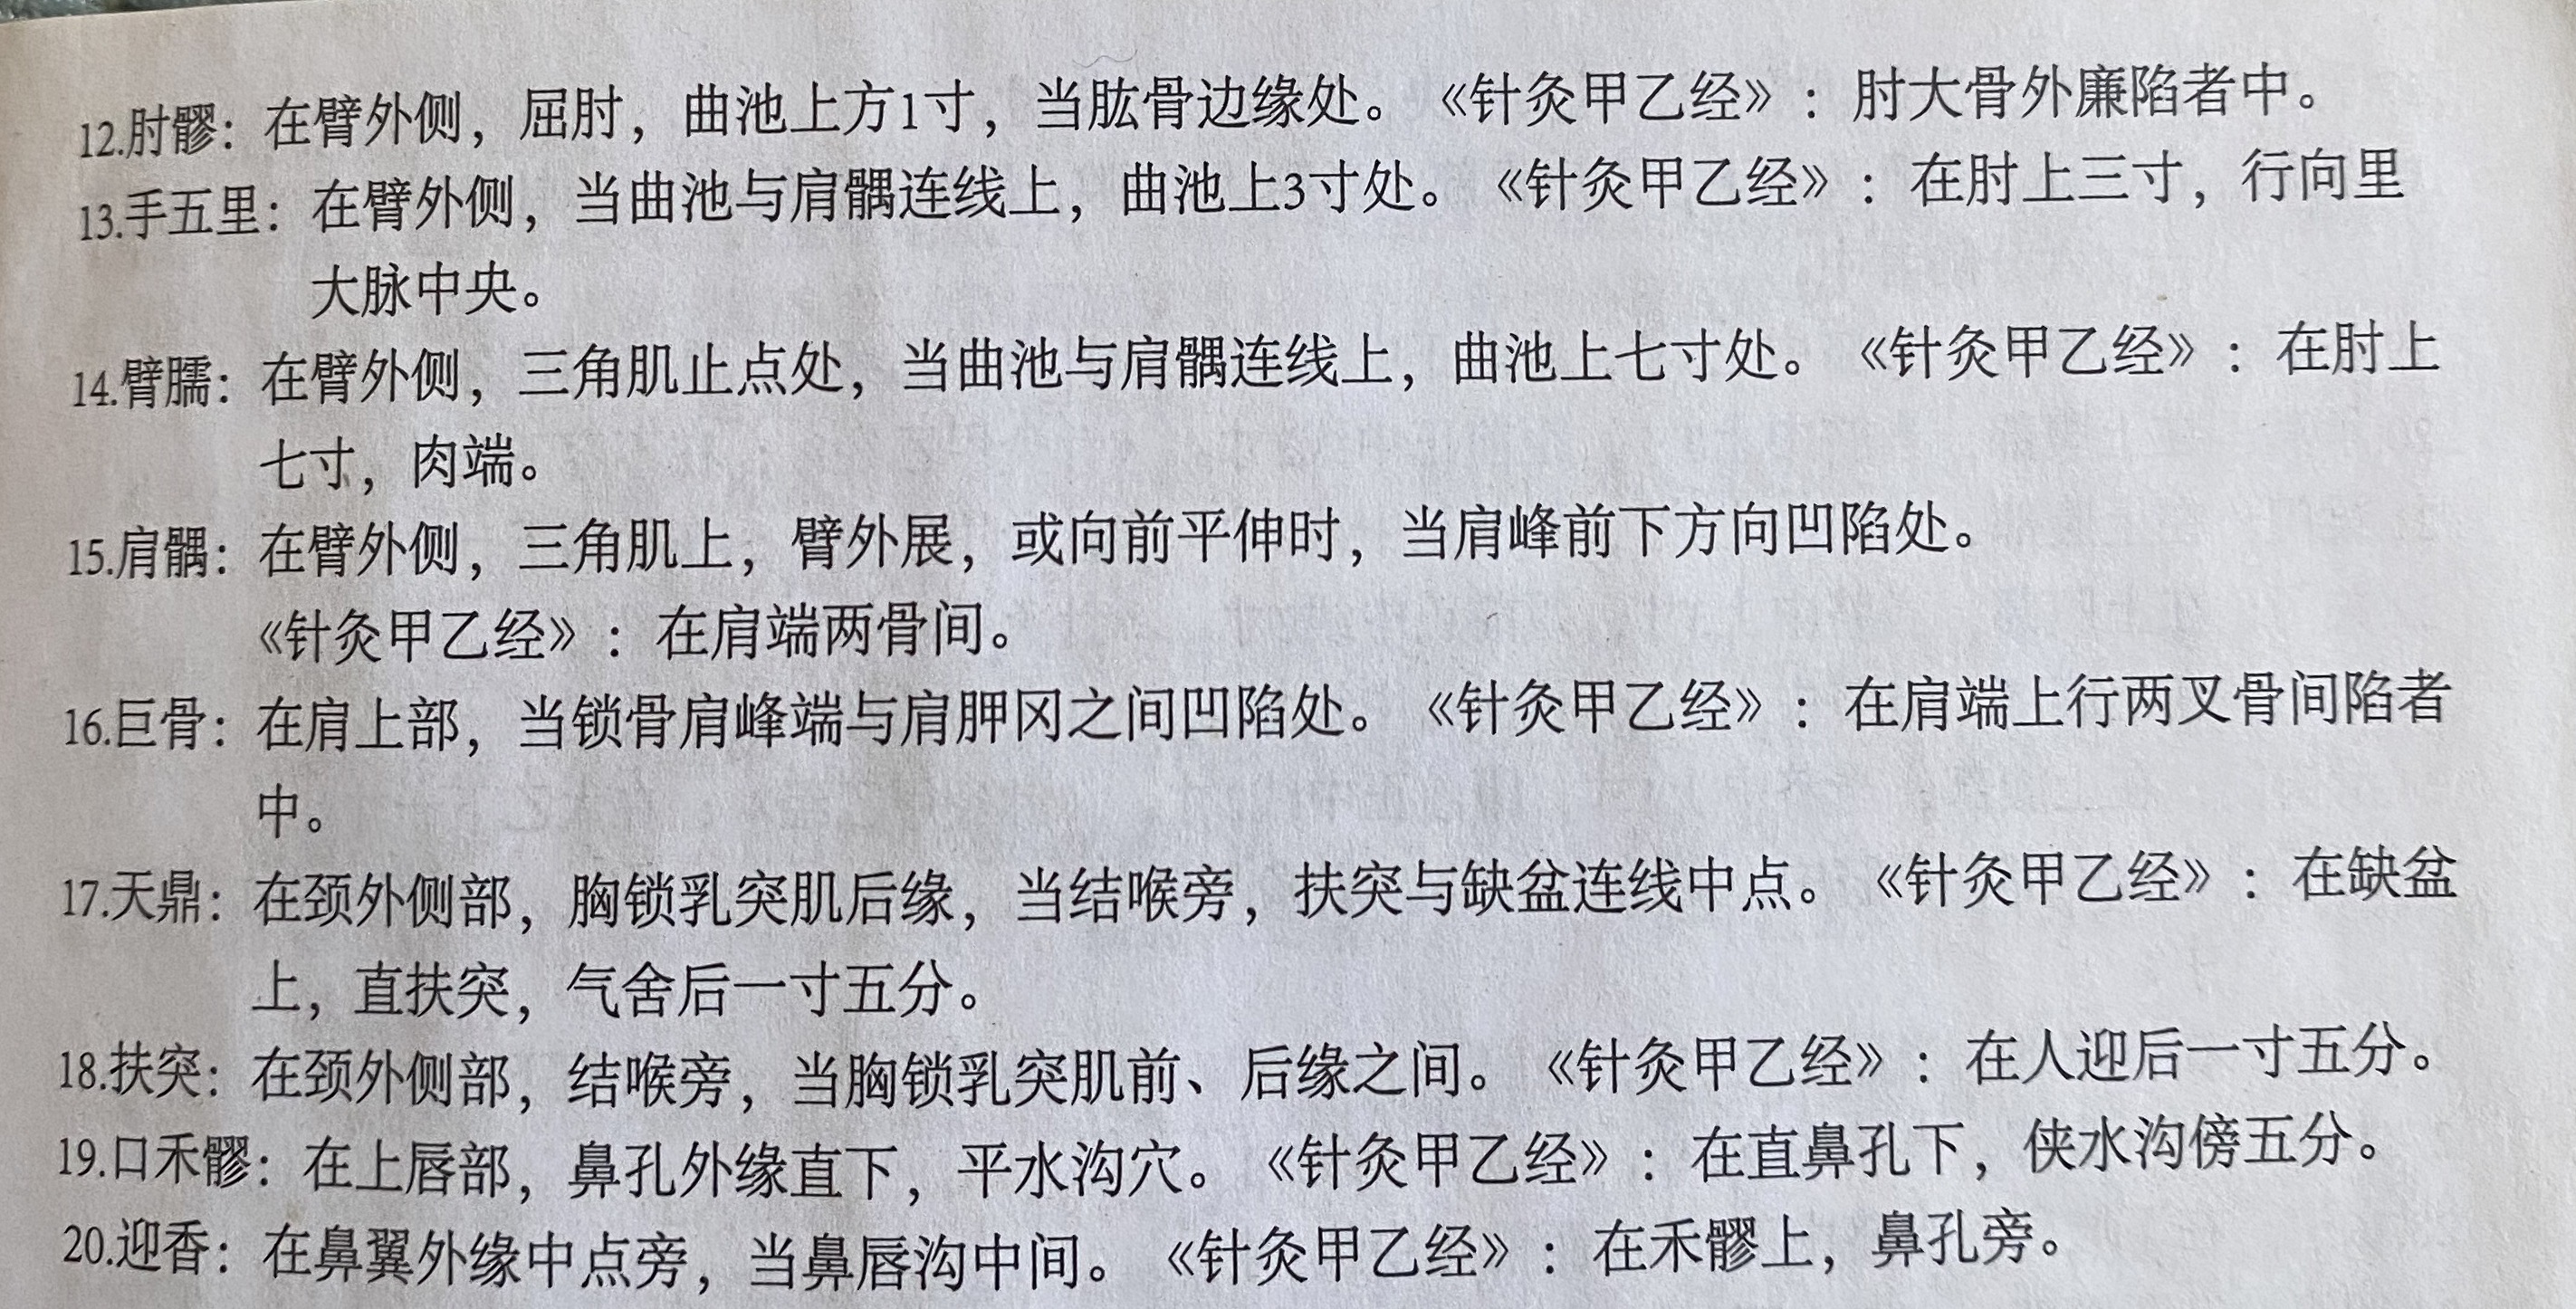 12.肘髎：在臂外侧，屈肘，曲池上方1寸，当肱骨边缘处。《针灸甲乙经》：肘大骨外廉陷者中。
13.手五里：在臂外侧，当曲池与肩髃连线上，曲池上3寸处。《针灸甲乙经》：在肘上三寸，行向里
大脉中央。
14.臂臑：在臂外侧，三角肌止点处，当曲池与肩髃连线上，曲池上七寸处。《针灸甲乙经》：在肘上
七寸，肉端。
15.肩髃：在臂外侧，三角肌上，臂外展，或向前平伸时，当肩峰前下方向凹陷处。
《针灸甲乙经》：在肩端两骨间。
16.巨骨：在肩上部，当锁骨肩峰端与肩胛冈之间凹陷处。《针灸甲乙经》：在肩端上行两叉骨间陷者
中。
17.天鼎：在颈外侧部，胸锁乳突肌后缘，当结喉旁，扶突与缺盆连线中点。《针灸甲乙经》：在缺盆
上，直扶突，气舍后一寸五分。
18.扶突：在颈外侧部，结喉旁，当胸锁乳突肌前、后缘之间。《针灸甲乙经》：在人迎后一寸五分。
19.口禾髎：在上唇部，鼻孔外缘直下，平水沟穴。《针灸甲乙经》：在直鼻孔下，侠水沟傍五分。
20.迎香：在鼻翼外缘中点旁，当鼻唇沟中间。《针灸甲乙经》：在禾髎上，鼻孔旁。